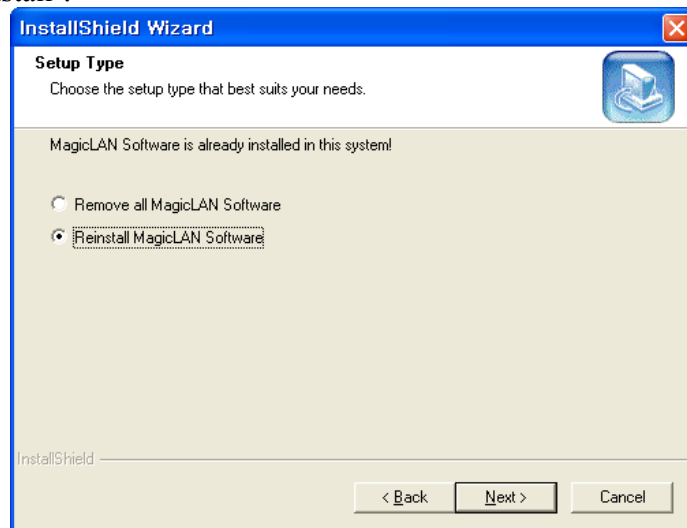 InstallShield Wizard
Setup Type
Choose the setup type that best suits your needs.
MagicLAN Software is already installed in this system!
Remove all MagicLAN Software
Reinstall MagicLAN Software
InstallShield
< Back Next > Cancel